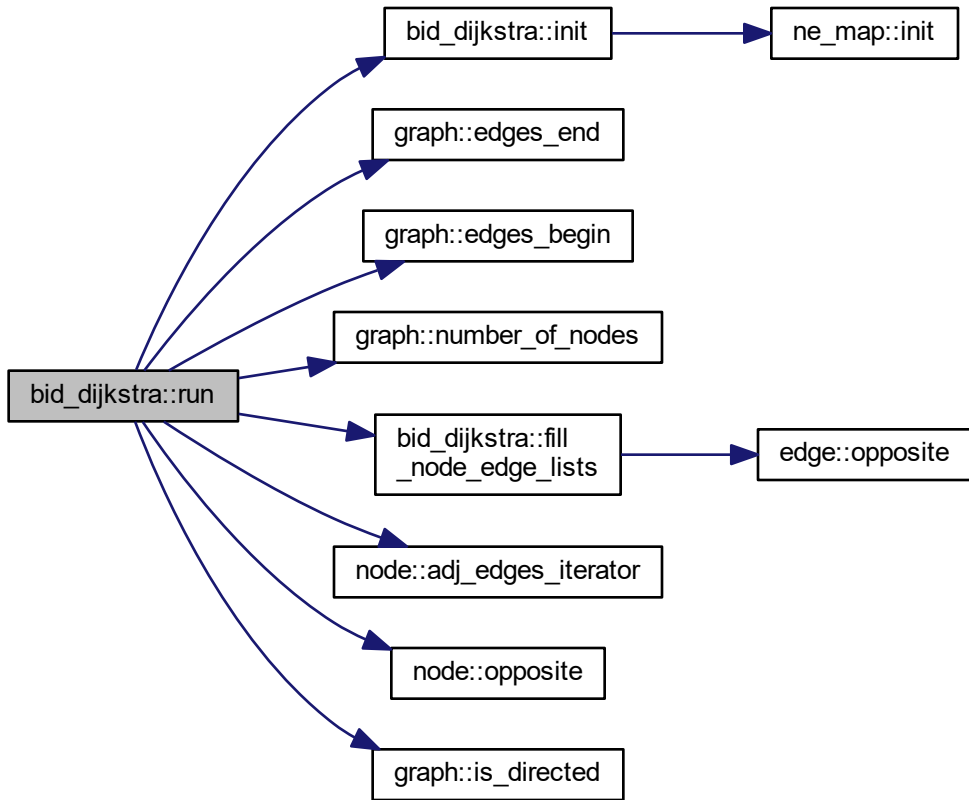 bid_dijkstra::init
ne_map::init
graph::edges_end
graph::edges_begin
graph::number_of_nodes
bid_dijkstra::run
bid_dijkstra::fill
_node_edge_lists
edge::opposite
node::adj_edges_iterator
node::opposite
graph::is_directed